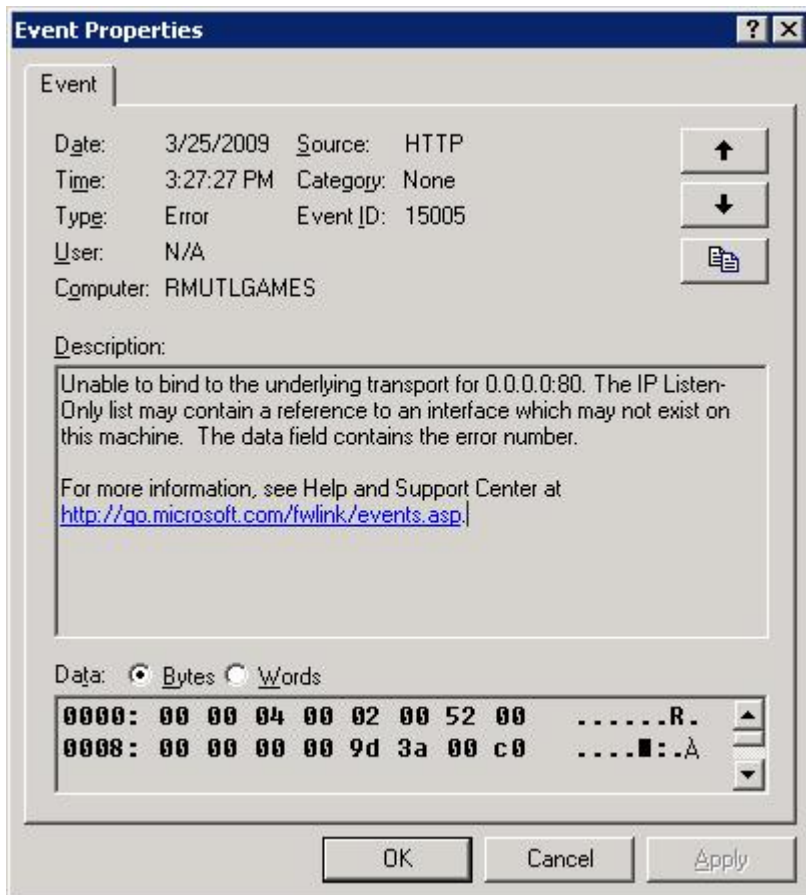 Event Properties
Event
Date: 3/25/2009 Source: HTTP
Time: 3:27:27 PM Category: None
Type: Error Event ID: 15005
User: N/A
Computer: RMUTLGAMES
Description:
Unable to bind to the underlying transport for 0.0.0.0:80. The IP Listen-
Only list may contain a reference to an interface which may not exist on
this machine. The data field contains the error number.
For more information, see Help and Support Center at
http://go.microsoft.com/fwlink/events.asp.
Data: Bytes Words
0000: 00 00 04 00 02 00 52 00 ......R.
0008: 00 00 00 00 9d 3a 00 c0 ....■:.À
OK Cancel Apply